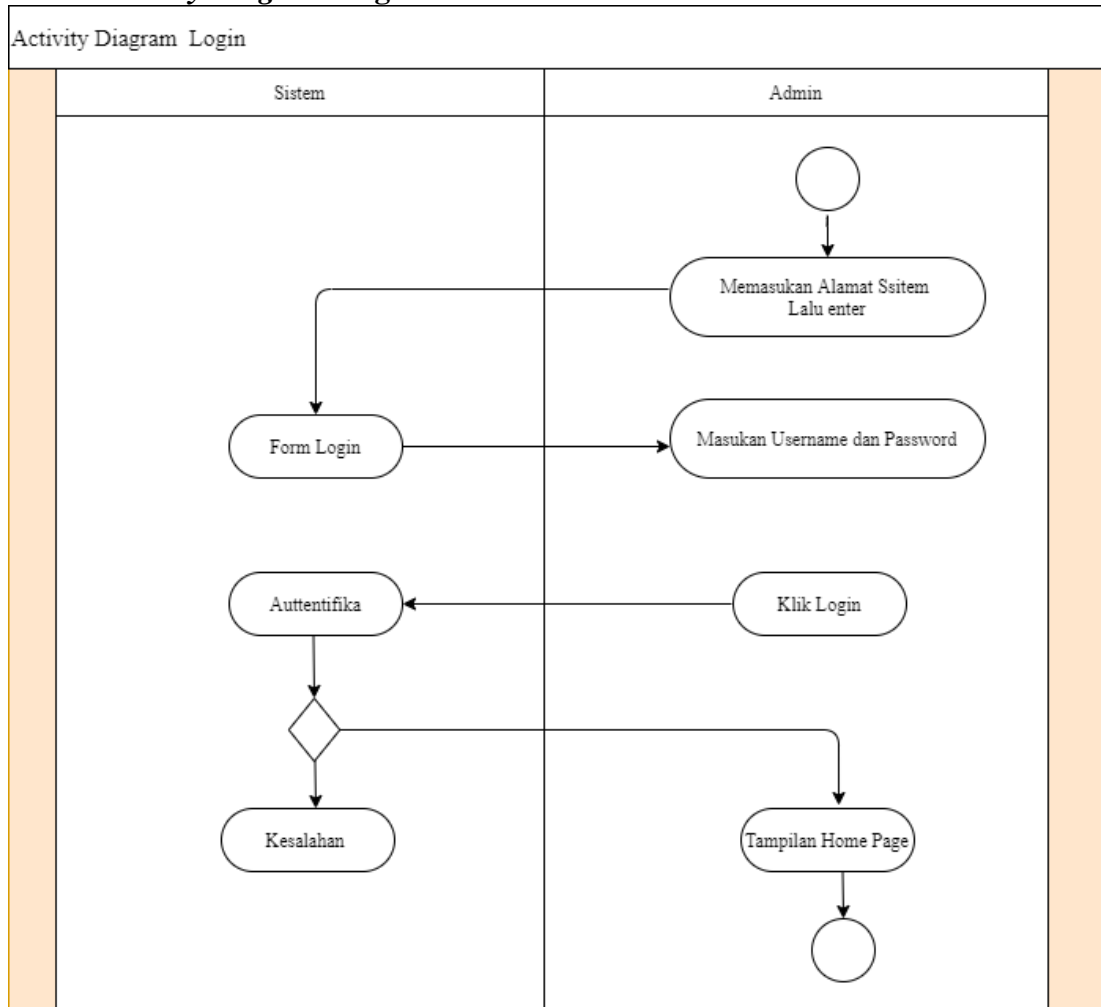 Activity Diagram  Login
Sistem
Admin
Memasukan Alamat Ssitem
Lalu enter
Form Login
Masukan Username dan Password
Auttentifika
Klik Login
Kesalahan
Tampilan Home Page